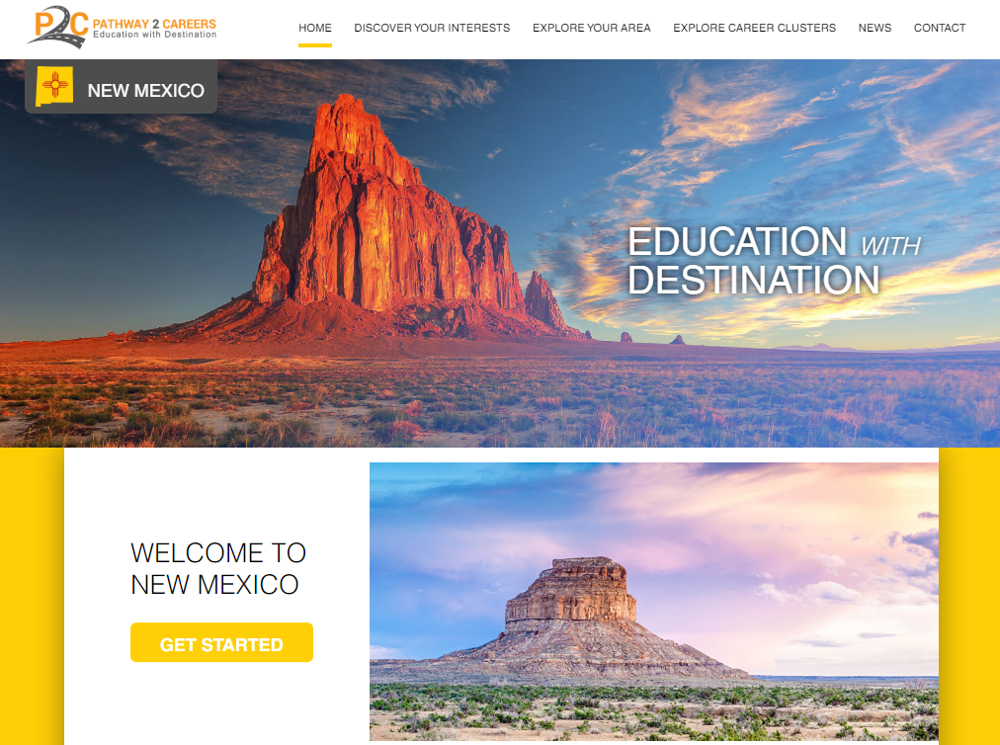 P2C PATHWAY 2 CAREERS
Education with Destination
HOME DISCOVER YOUR INTERESTS EXPLORE YOUR AREA EXPLORE CAREER CLUSTERS NEWS CONTACT
NEW MEXICO
EDUCATION WITH
DESTINATION
WELCOME TO
NEW MEXICO
GET STARTED